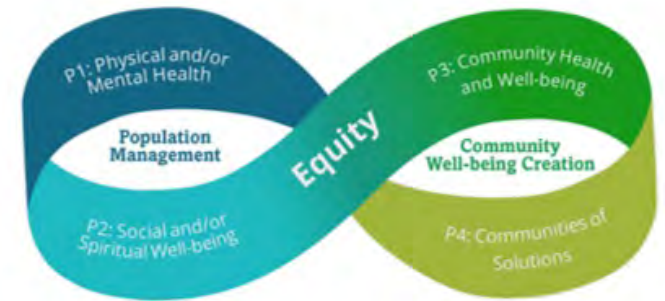 P1: Physical and/or
Mental Health
Population
Management
P2: Social and/or
Spiritual Well-being
Equity
P3: Community Health
and Well-being
Community
Well-being Creation
P4: Communities of
Solutions